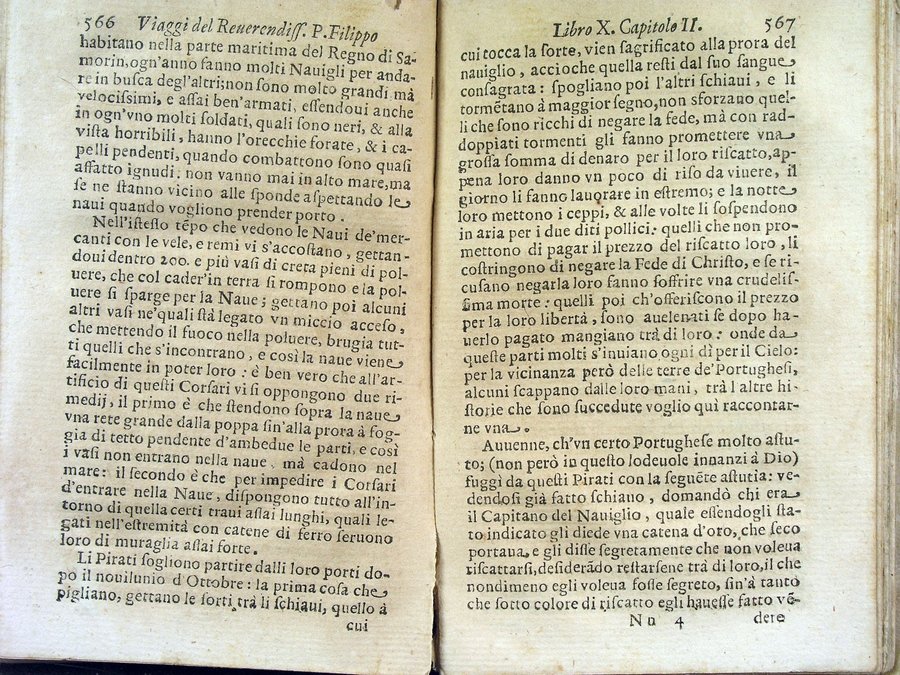 566 Viaggi del Reuerendiſſ. P. Filippo
habitano nella parte maritima del Regno di Sa-
morin, ogn'anno fanno molti Nauigli per anda-
re in buſca degl'altri; non ſono molto grandi mà
velociſſimi, e aſſai ben'armati, eſſendoui anche
in ogn'vno molti ſoldati, quali ſono neri, & alla
viſta horribili, hanno l'orecchie forate, & i ca-
pelli pendenti, quando combattono ſono quaſi
affatto ignudi. non vanno mai in alto mare, ma
ſe ne ſtanno vicino alle ſponde aſpettando le
naui quando vogliono prender porto.
Nell'iſteſſo tẽpo che vedono le Naui de'mer-
canti con le vele, e remi vi s'accoſtano, gettan-
doui dentro 200. e più vaſi di creta pieni di pol-
uere, che col cader'in terra ſi rompono e la pol-
uere ſi ſparge per la Naue; gettano poi alcuni
altri vaſi ne'quali ſtà legato vn miccio acceſo,
che mettendo il fuoco nella poluere, brugia tut-
ti quelli che s'incontrano, e così la naue viene
facilmente in poter loro: è ben vero che all'ar-
tificio di queſti Corſari vi ſi oppongono due ri-
medij, il primo è che ſtendono ſopra la naue
vna rete grande dalla poppa ſin'alla prora à fog-
gia di tetto pendente d'ambedue le parti, e così
i vaſi non entrano nella naue, mà cadono nel
mare: il ſecondo è che per impedire i Corſari
d'entrare nella Naue, diſpongono tutto all'in-
torno di quella certi traui aſſai lunghi, quali le-
gati nell'eſtremità con catene di ferro ſeruono
loro di muraglia aſſai forte.
Li Pirati ſogliono partire dalli loro porti do-
po il nouilunio d'Ottobre: la prima coſa che
pigliano, gettano le ſorti trà li ſchiaui, quello à
cui
Libro X. Capitolo II. 567
cui tocca la ſorte, vien ſagrificato alla prora del
nauiglio, accioche quella reſti dal ſuo ſangue
conſagrata: ſpogliano poi l'altri ſchiaui, e li
tormẽtano à maggior ſegno, non sforzano quel-
li che ſono ricchi di negare la fede, mà con rad-
doppiati tormenti gli fanno promettere vna
groſſa ſomma di denaro per il loro riſcatto, ap-
pena loro danno vn poco di riſo da viuere, il
giorno li fanno lauorare in eſtremo; e la notte
loro mettono i ceppi, & alle volte li ſoſpendono
in aria per i due diti pollici: quelli che non pro-
mettono di pagar il prezzo del riſcatto loro, li
coſtringono di negare la Fede di Chriſto, e ſe ri-
cuſano negarla loro fanno ſoffrire vna crudeliſ-
ſima morte: quelli poi ch'offeriſcono il prezzo
per la loro libertà, ſono auelenati ſe dopo ha-
uerlo pagato mangiano trà di loro: onde da
queſte parti molti s'inuiano ogni dì per il Cielo:
per la vicinanza però delle terre de'Portugheſi,
alcuni scappano dalle loro mani, trà l'altre hi-
ſtorie che ſono ſuccedute voglio quì raccontar-
ne vna.
Auuenne, ch'vn certo Portugheſe molto aſtu-
to; (non però in queſto lodeuole innanzi à Dio)
fuggì da queſti Pirati con la ſeguẽte aſtutia: ve-
dendoſi già fatto ſchiauo, domandò chi era
il Capitano del Nauiglio, quale eſſendogli ſta-
to indicato gli diede vna catena d'oro, che ſeco
portaua, e gli diſſe ſegretamente che non voleua
riſcattarſi, deſiderãdo reſtarſene trà di loro, il che
nondimeno egli voleua foſſe ſegreto, ſin'à tanto
che ſotto colore di riſcatto egli haueſſe fatto vẽ-
Nn 4 dere